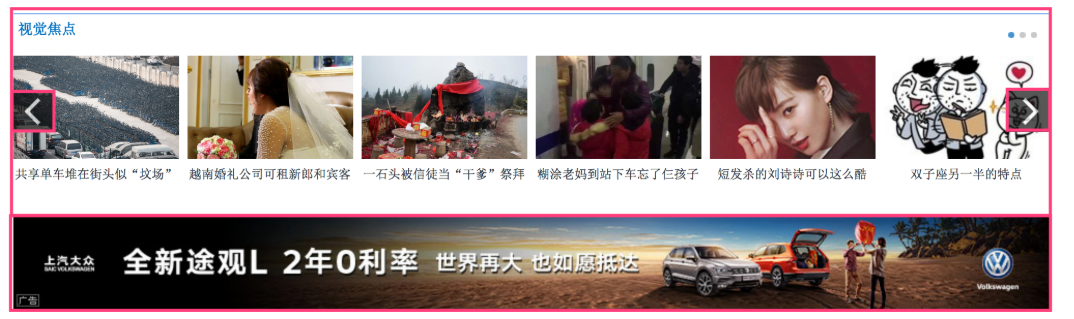 视觉焦点
共享单车堆在街头似“坟场”
越南婚礼公司可租新郎和宾客
一石头被信徒当“干爹”祭拜
糊涂老妈到站下车忘了仨孩子
短发杀的刘诗诗可以这么酷
双子座另一半的特点
上汽大众
SAIC VOLKSWAGEN
全新途观L 2年0利率 世界再大 也如愿抵达
Volkswagen
广告